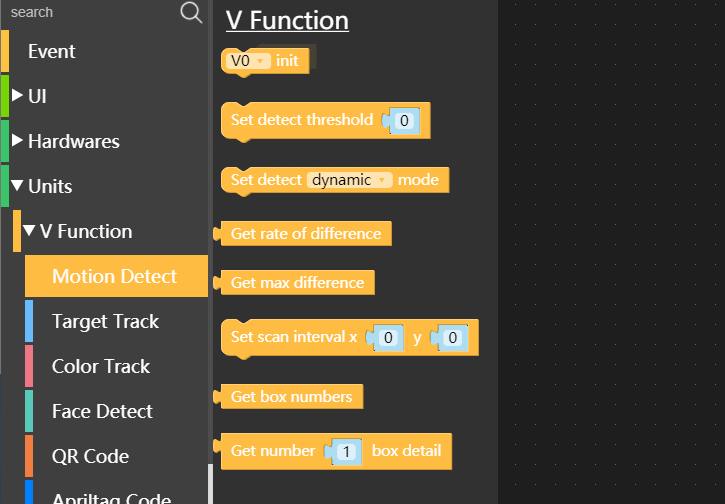 search
Event
UI
Hardwares
Units
V Function
Motion Detect
Target Track
Color Track
Face Detect
QR Code
Apriltag Code
V Function
V0 init
Set detect threshold 0
Set detect dynamic mode
Get rate of difference
Get max difference
Set scan interval x 0 y 0
Get box numbers
Get number 1 box detail